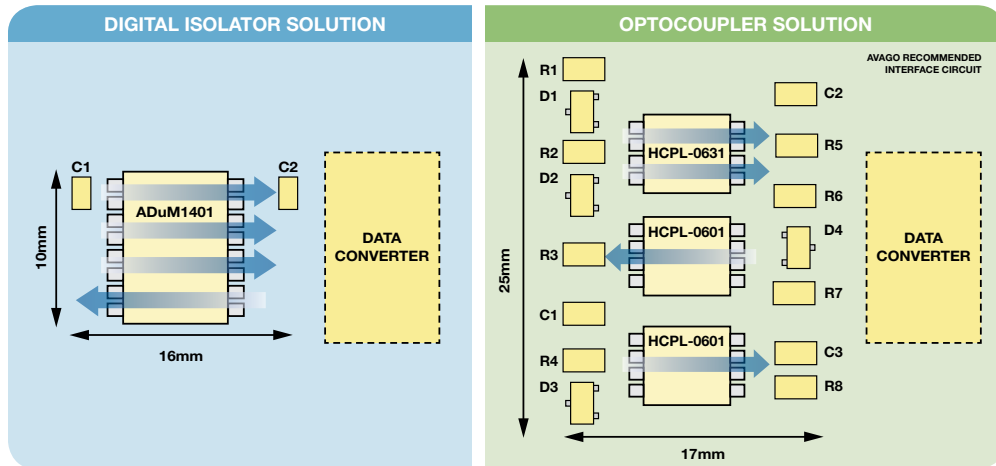 DIGITAL ISOLATOR SOLUTION
C1
C2
ADuM1401
10mm
16mm
DATA
CONVERTER
OPTOCOUPLER SOLUTION
AVAGO RECOMMENDED
INTERFACE CIRCUIT
R1
D1
R2
D2
R3
C1
R4
D3
25mm
HCPL-0631
HCPL-0601
HCPL-0601
C2
R5
R6
D4
R7
C3
R8
17mm
DATA
CONVERTER